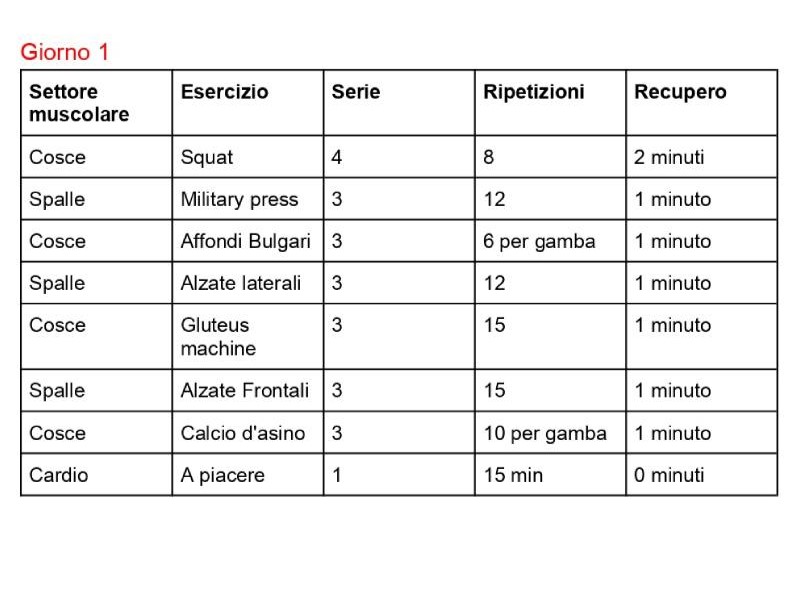 Giorno 1
Settore muscolare Esercizio Serie Ripetizioni Recupero
Cosce Squat 4 8 2 minuti
Spalle Military press 3 12 1 minuto
Cosce Affondi Bulgari 3 6 per gamba 1 minuto
Spalle Alzate laterali 3 12 1 minuto
Cosce Gluteus machine 3 15 1 minuto
Spalle Alzate Frontali 3 15 1 minuto
Cosce Calcio d'asino 3 10 per gamba 1 minuto
Cardio A piacere 1 15 min 0 minuti